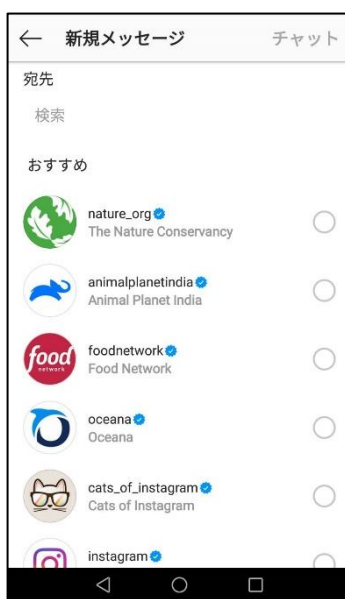 新規メッセージ チャット
宛先
検索
おすすめ
nature_org
The Nature Conservancy
animalplanetindia
Animal Planet India
food
network
foodnetwork
Food Network
oceana
Oceana
cats_of_instagram
Cats of Instagram
instagram